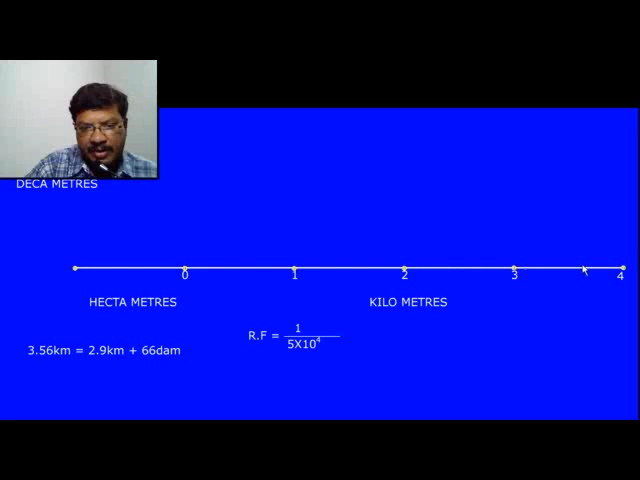 DECA METRES
0 1 2 3 4
HECTA METRES KILO METRES
R.F = 1
5X10⁴
3.56km = 2.9km + 66dam